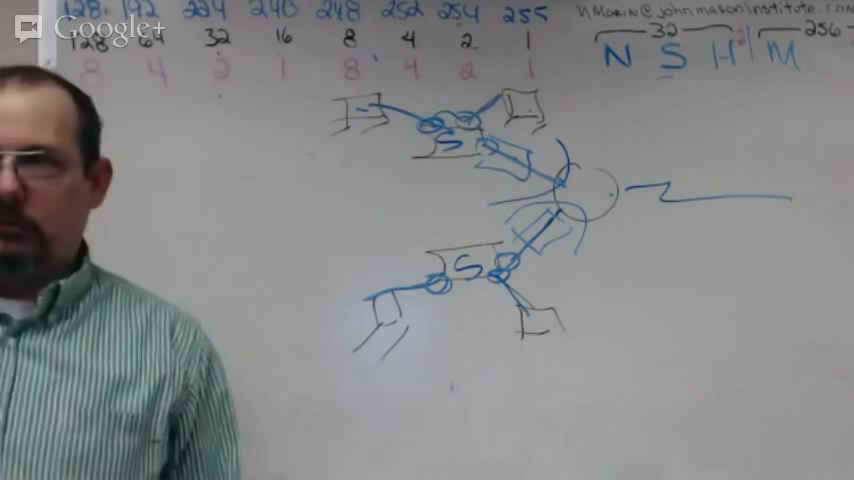 Google+
128 192 224 240 248 252 254 255
128 64 32 16 8 4 2 1
8 4 2 1 8 4 2 1
nmorin@johnmasoninstitute.com
32 256
N S H M
S
S